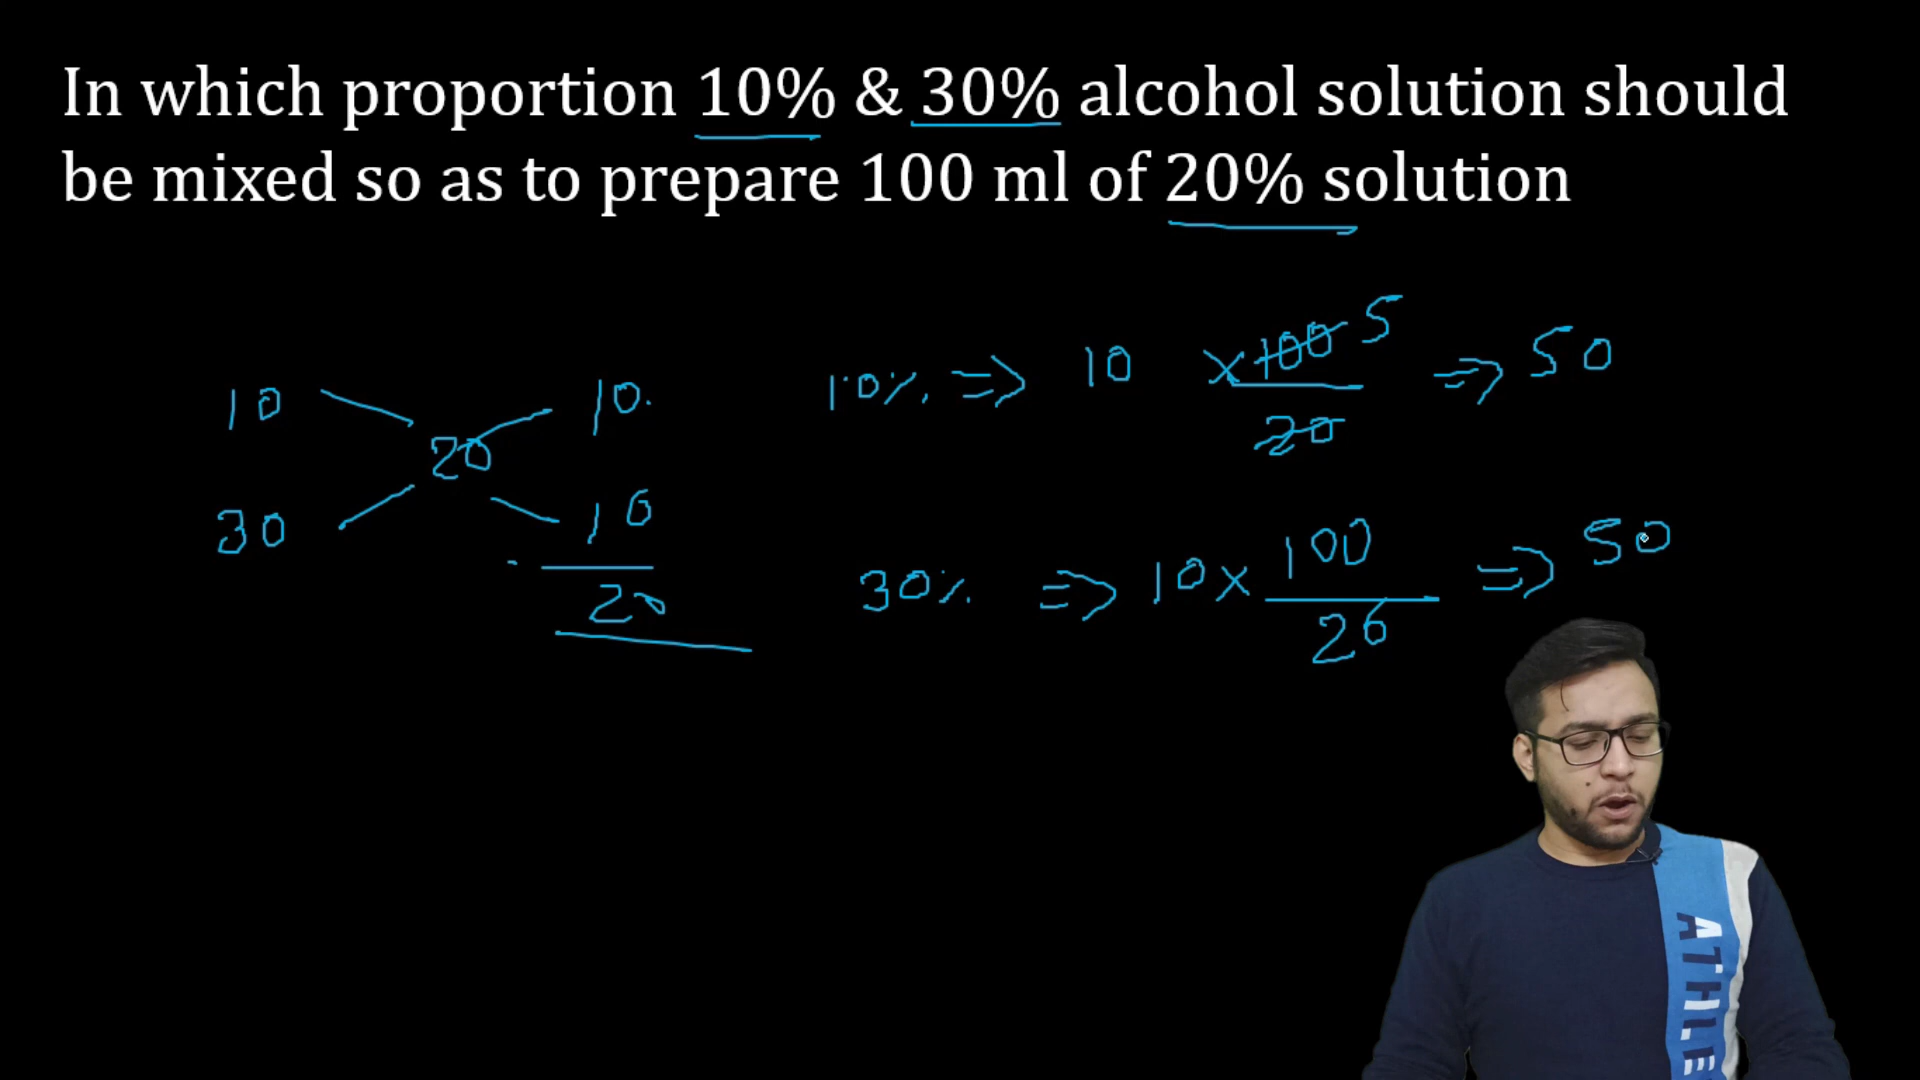 In which proportion 10% & 30% alcohol solution should
be mixed so as to prepare 100 ml of 20% solution
10% ⇒ 10 × 100 5 ⇒ 50
20
10 10.
20
30 10
20
30% ⇒ 10 × 100 ⇒ 50
20
ATHLE